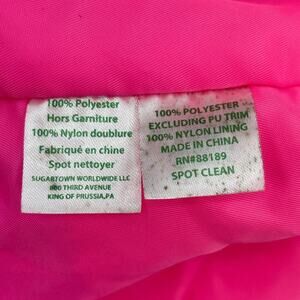 100% Polyester
Hors Garniture
100% Nylon doublure
Fabriqué en chine
Spot nettoyer
SUGARTOWN WORLDWIDE LLC
800 THIRD AVENUE
KING OF PRUSSIA,PA
100% POLYESTER
EXCLUDING PU TRIM
100% NYLON LINING
MADE IN CHINA
RN#88189
SPOT CLEAN